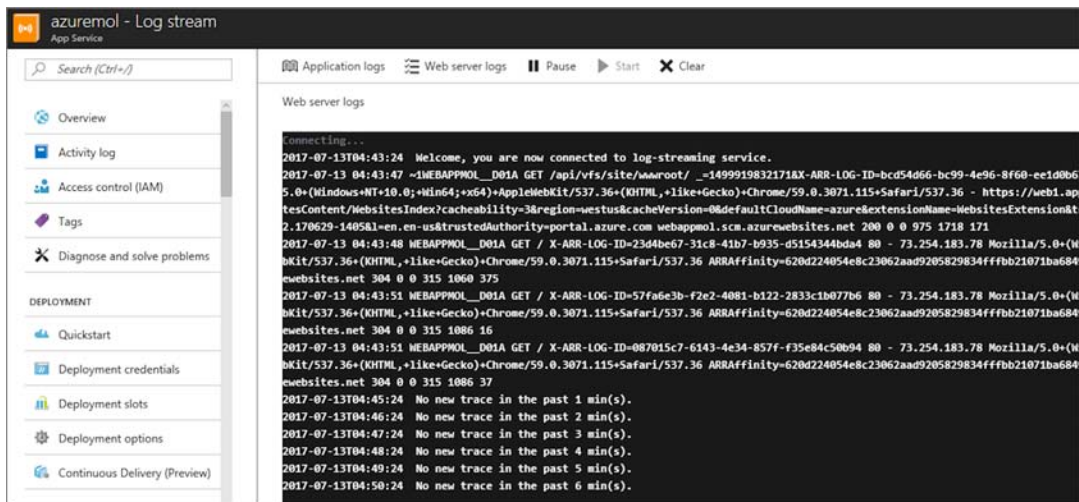 azuremol - Log stream
App Service
Search (Ctrl+/)
Overview
Activity log
Access control (IAM)
Tags
Diagnose and solve problems
DEPLOYMENT
Quickstart
Deployment credentials
Deployment slots
Deployment options
Continuous Delivery (Preview)
Application logs Web server logs Pause Start Clear
Web server logs
Connecting...
2017-07-13T04:43:24 Welcome, you are now connected to log-streaming service.
2017-07-13 04:43:47 ~1WEBAPPMOL__D01A GET /api/vfs/site/wwwroot/ _=1499919832171&X-ARR-LOG-ID=bcd54d66-bc99-4e96-8f60-ee1d0b6
5.0+(Windows+NT+10.0;+Win64;+x64)+AppleWebKit/537.36+(KHTML,+like+Gecko)+Chrome/59.0.3071.115+Safari/537.36 - https://web1.ap
tesContent/WebsitesIndex?cacheability=3&region=westus&cacheVersion=0&defaultCloudName=azure&extensionName=WebsitesExtension&t
2.170629-1405&l=en.en-us&trustedAuthority=portal.azure.com webappmol.scm.azurewebsites.net 200 0 0 975 1718 171
2017-07-13 04:43:48 WEBAPPMOL__D01A GET / X-ARR-LOG-ID=23d4be67-31c8-41b7-b935-d5154344bda4 80 - 73.254.183.78 Mozilla/5.0+(W
bKit/537.36+(KHTML,+like+Gecko)+Chrome/59.0.3071.115+Safari/537.36 ARRAffinity=620d224054e8c23062aad9205829834fffbb21071ba684
ewebsites.net 304 0 0 315 1060 375
2017-07-13 04:43:51 WEBAPPMOL__D01A GET / X-ARR-LOG-ID=57fa6e3b-f2e2-4081-b122-2833c1b077b6 80 - 73.254.183.78 Mozilla/5.0+(W
bKit/537.36+(KHTML,+like+Gecko)+Chrome/59.0.3071.115+Safari/537.36 ARRAffinity=620d224054e8c23062aad9205829834fffbb21071ba684
ewebsites.net 304 0 0 315 1086 16
2017-07-13 04:43:51 WEBAPPMOL__D01A GET / X-ARR-LOG-ID=087015c7-6143-4e34-857f-f35e84c50b94 80 - 73.254.183.78 Mozilla/5.0+(W
bKit/537.36+(KHTML,+like+Gecko)+Chrome/59.0.3071.115+Safari/537.36 ARRAffinity=620d224054e8c23062aad9205829834fffbb21071ba684
ewebsites.net 304 0 0 315 1086 37
2017-07-13T04:45:24 No new trace in the past 1 min(s).
2017-07-13T04:46:24 No new trace in the past 2 min(s).
2017-07-13T04:47:24 No new trace in the past 3 min(s).
2017-07-13T04:48:24 No new trace in the past 4 min(s).
2017-07-13T04:49:24 No new trace in the past 5 min(s).
2017-07-13T04:50:24 No new trace in the past 6 min(s).